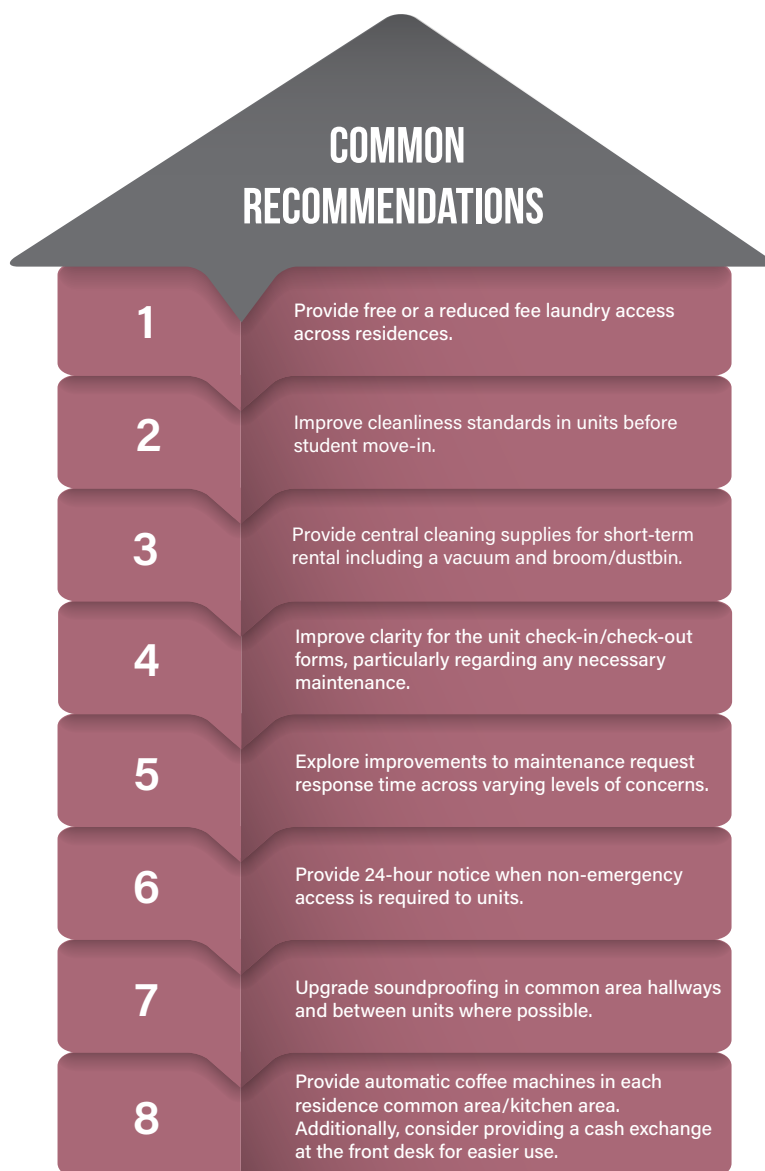 COMMON
RECOMMENDATIONS
1
Provide free or a reduced fee laundry access
across residences.
2
Improve cleanliness standards in units before
student move-in.
3
Provide central cleaning supplies for short-term
rental including a vacuum and broom/dustbin.
4
Improve clarity for the unit check-in/check-out
forms, particularly regarding any necessary
maintenance.
5
Explore improvements to maintenance request
response time across varying levels of concerns.
6
Provide 24-hour notice when non-emergency
access is required to units.
7
Upgrade soundproofing in common area hallways
and between units where possible.
8
Provide automatic coffee machines in each
residence common area/kitchen area.
Additionally, consider providing a cash exchange
at the front desk for easier use.